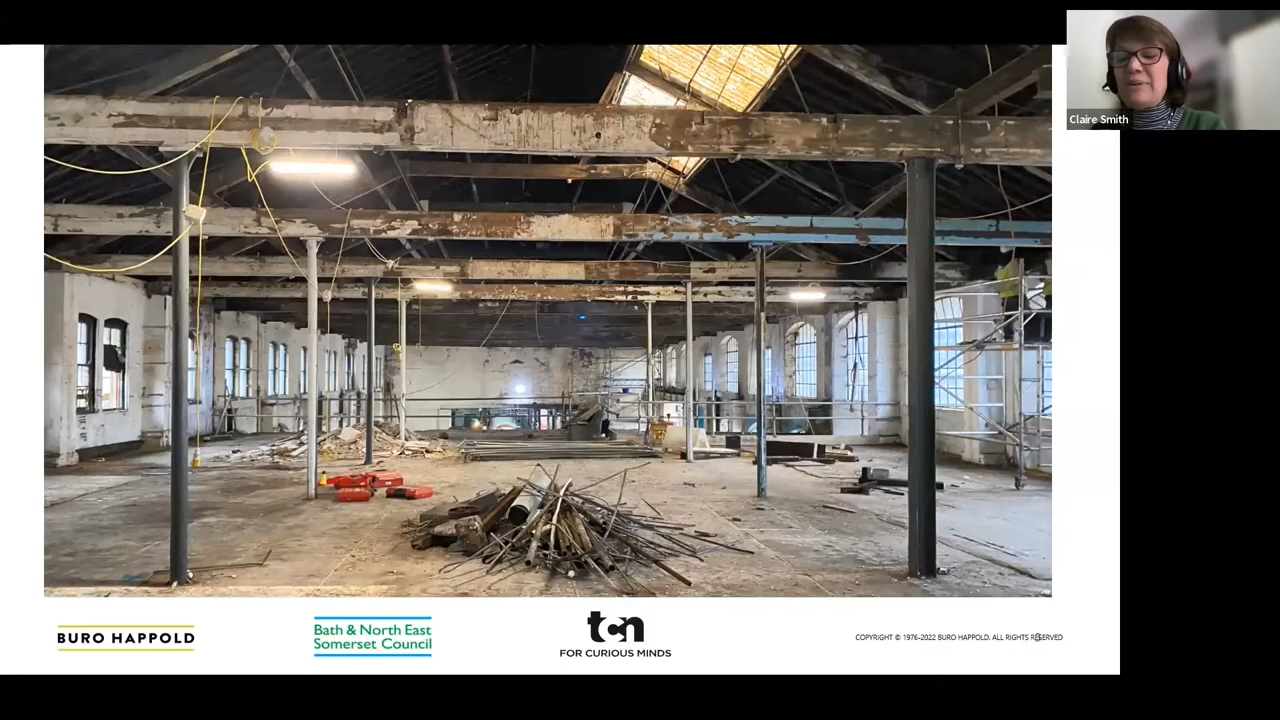 Claire Smith
BURO HAPPOLD
Bath & North East
Somerset Council
tcn
FOR CURIOUS MINDS
COPYRIGHT © 1976-2022 BURO HAPPOLD. ALL RIGHTS RESERVED